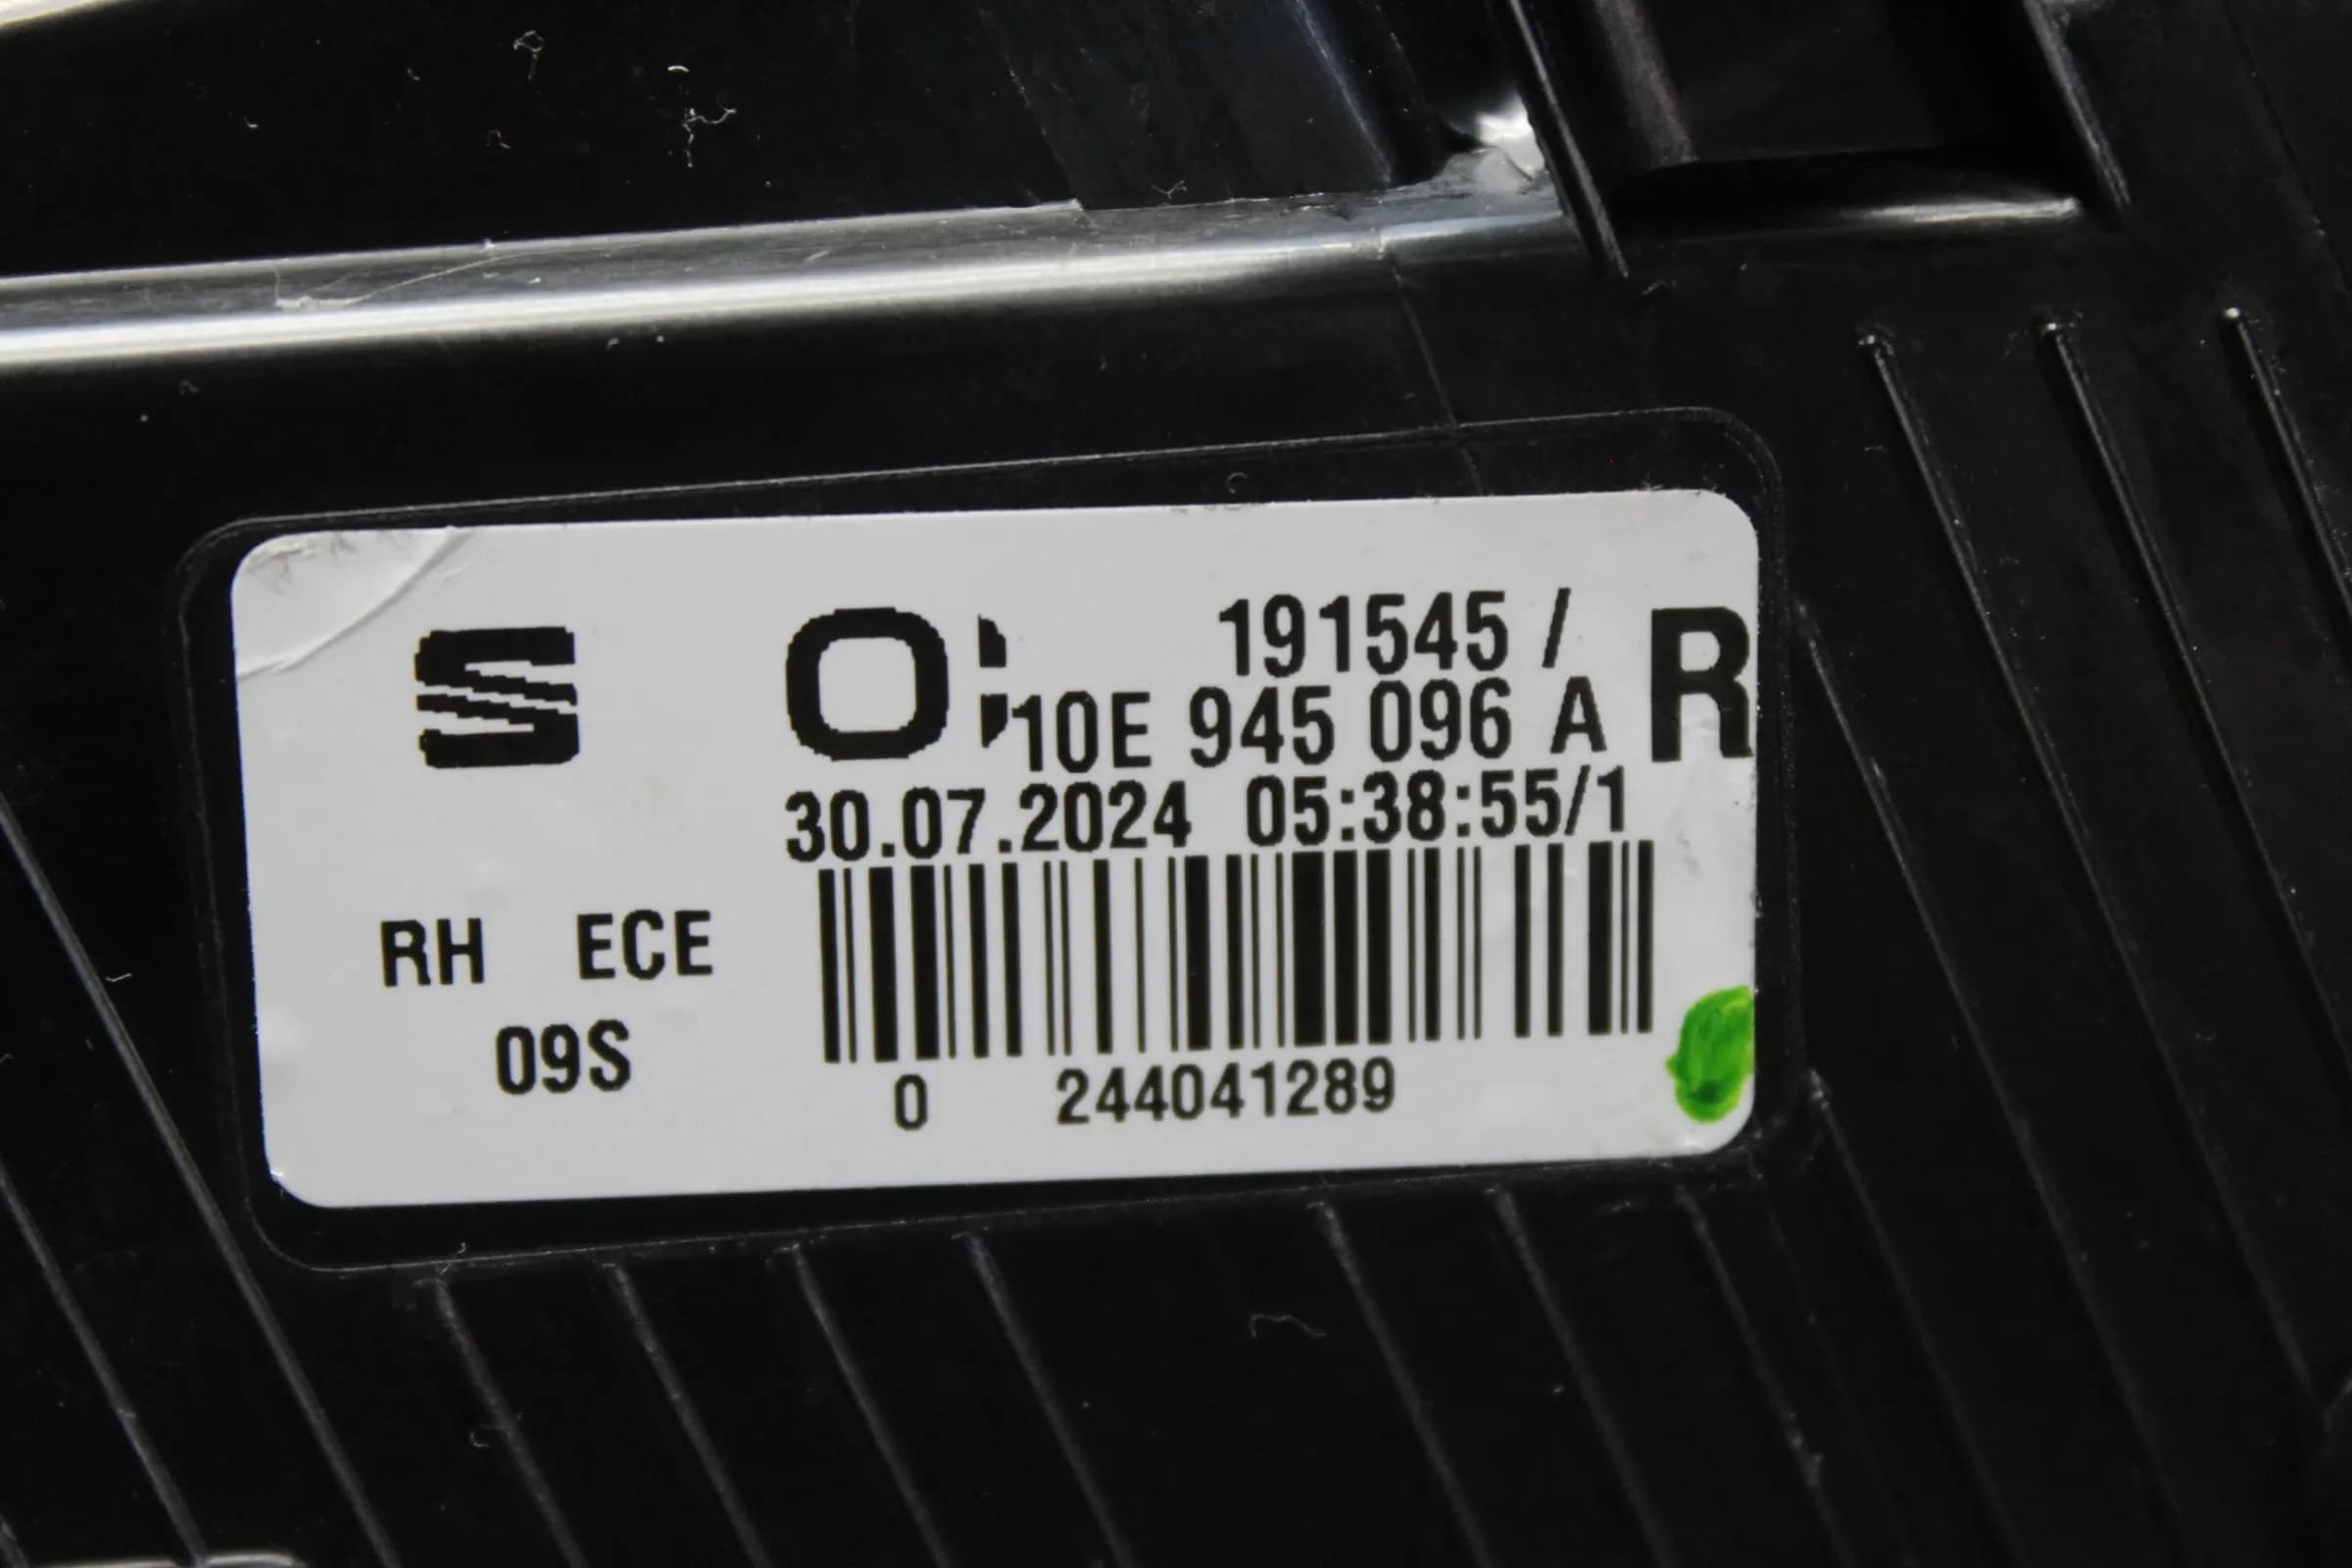 S 191545 / R
10E 945 096 A
30.07.2024 05:38:55/1
RH ECE
09S
0 244041289